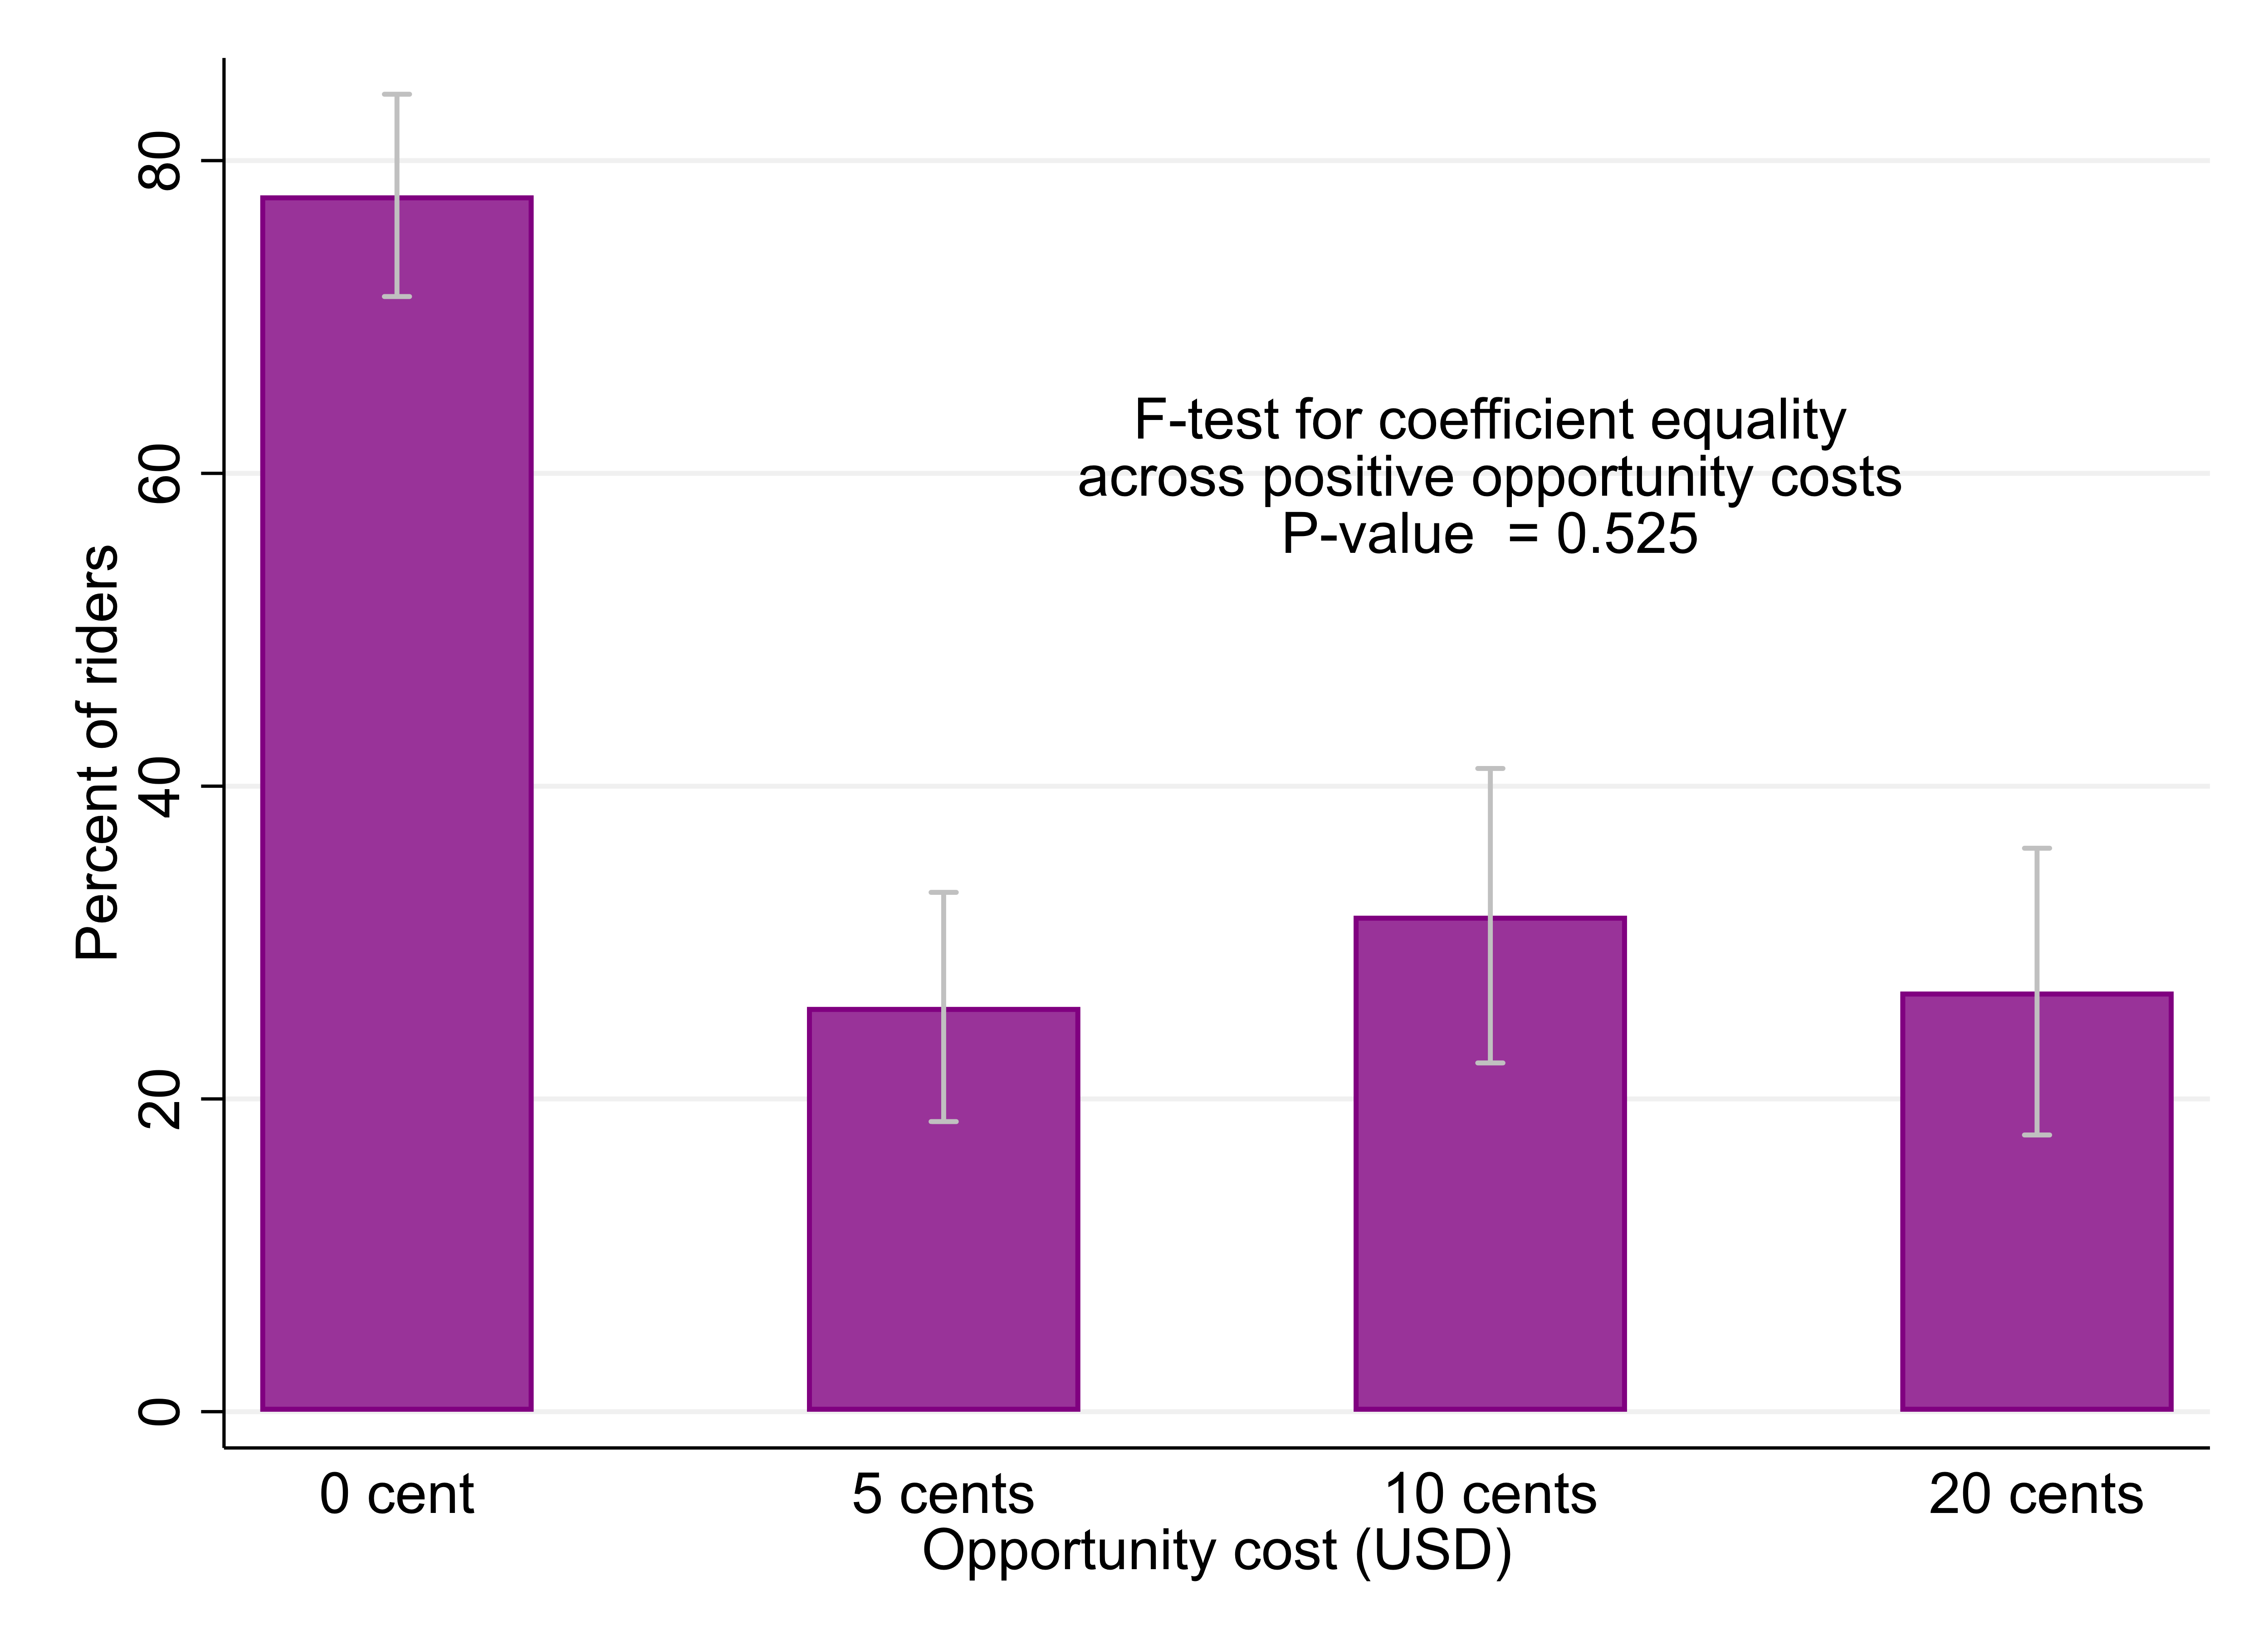 80
60
40
20
0
Percent of riders
F-test for coefficient equality
across positive opportunity costs
P-value  = 0.525
0 cent
5 cents
10 cents
20 cents
Opportunity cost (USD)